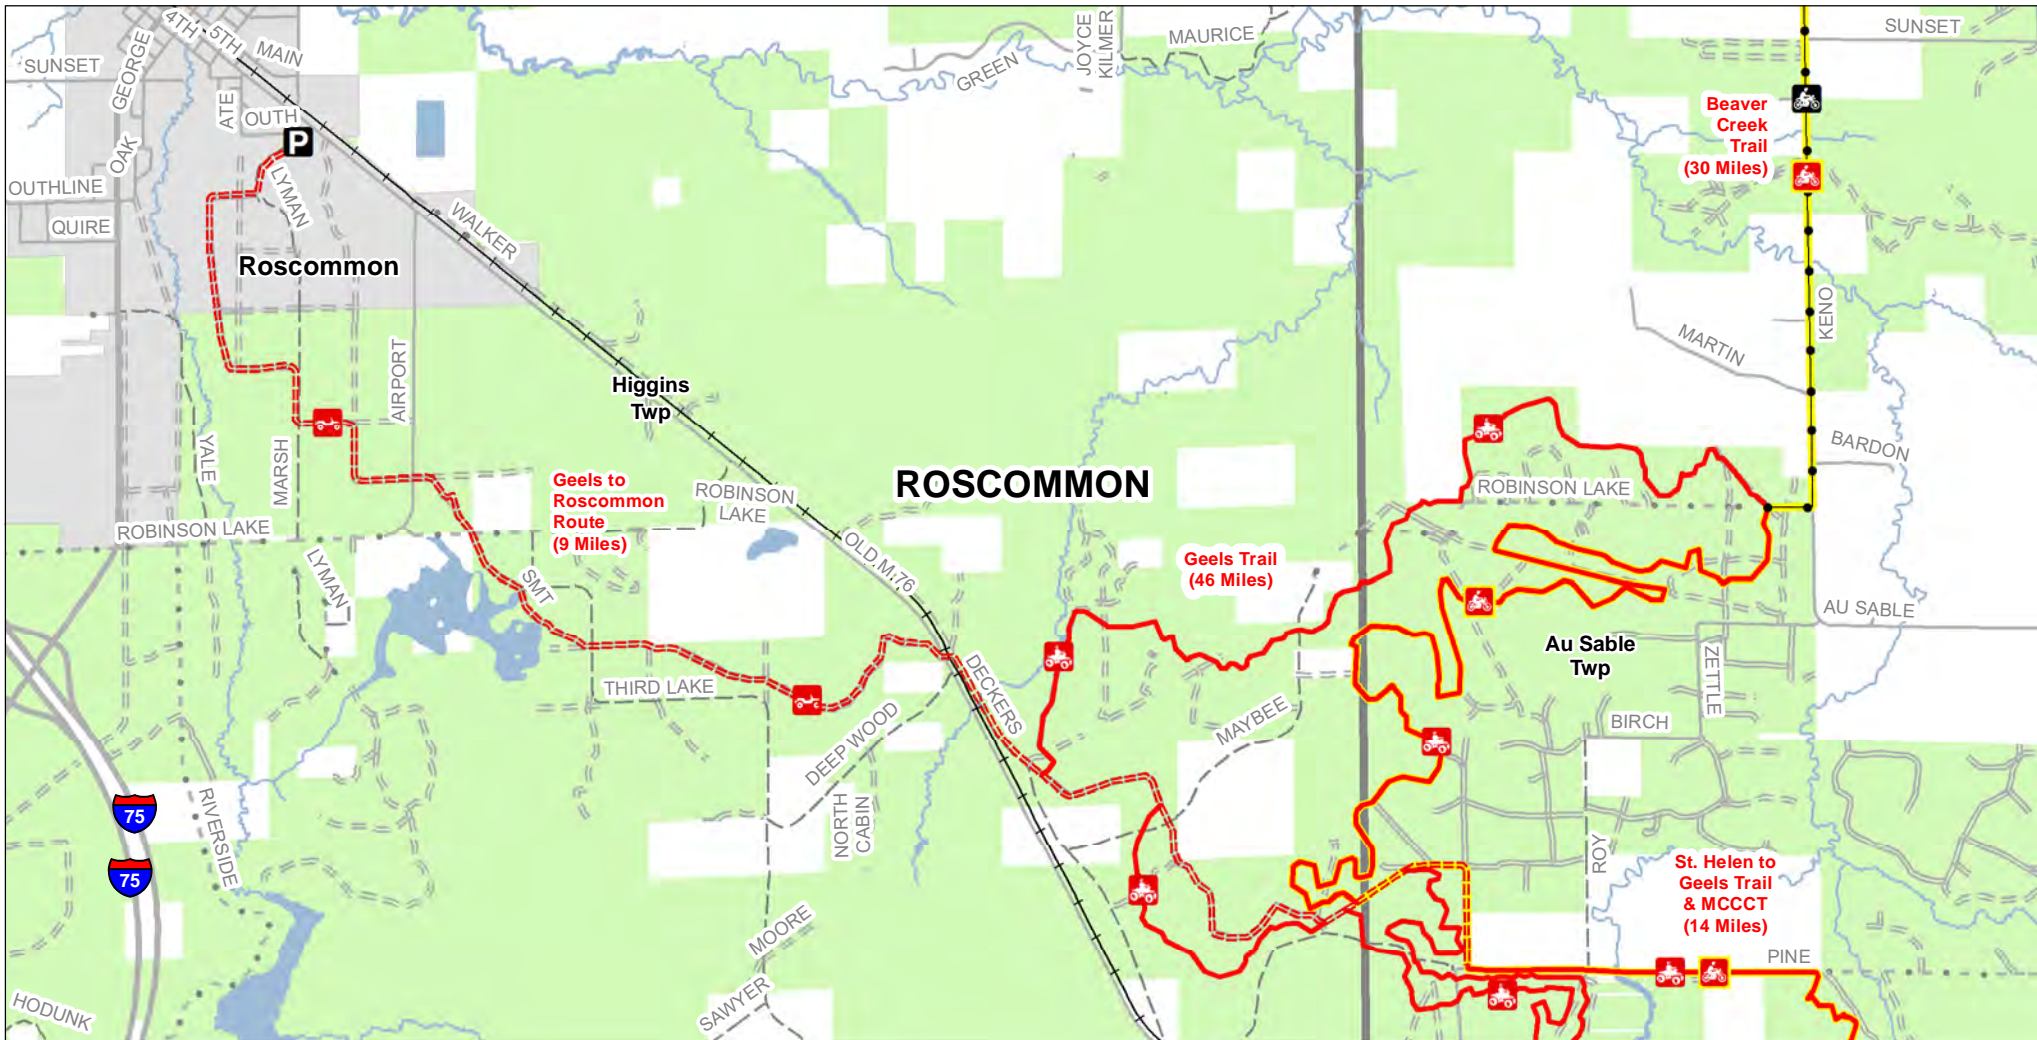 4TH
5TH
MAIN
GEORGE
SUNSET
ATE
OUTH
P
OAK
LYMAN
OUTHLINE
QUIRE
WALKER
GREEN
JOYCE
KILMER
MAURICE
SUNSET
Beaver
Creek
Trail
(30 Miles)
KENO
MARTIN
BARDON
Roscommon
AIRPORT
Higgins
Twp
YALE
MARSH
Geels to
Roscommon
Route
(9 Miles)
ROBINSON
LAKE
ROSCOMMON
ROBINSON LAKE
ROBINSON LAKE
LYMAN
SMT
OLD M 76
Geels Trail
(46 Miles)
AU SABLE
Au Sable
Twp
ZETTLE
THIRD LAKE
DECKERS
DEEP WOOD
MAYBEE
BIRCH
NORTH
CABIN
RIVERSIDE
75
75
ROY
St. Helen to
Geels Trail
& MCCCT
(14 Miles)
PINE
MOORE
SAWYER
HODUNK